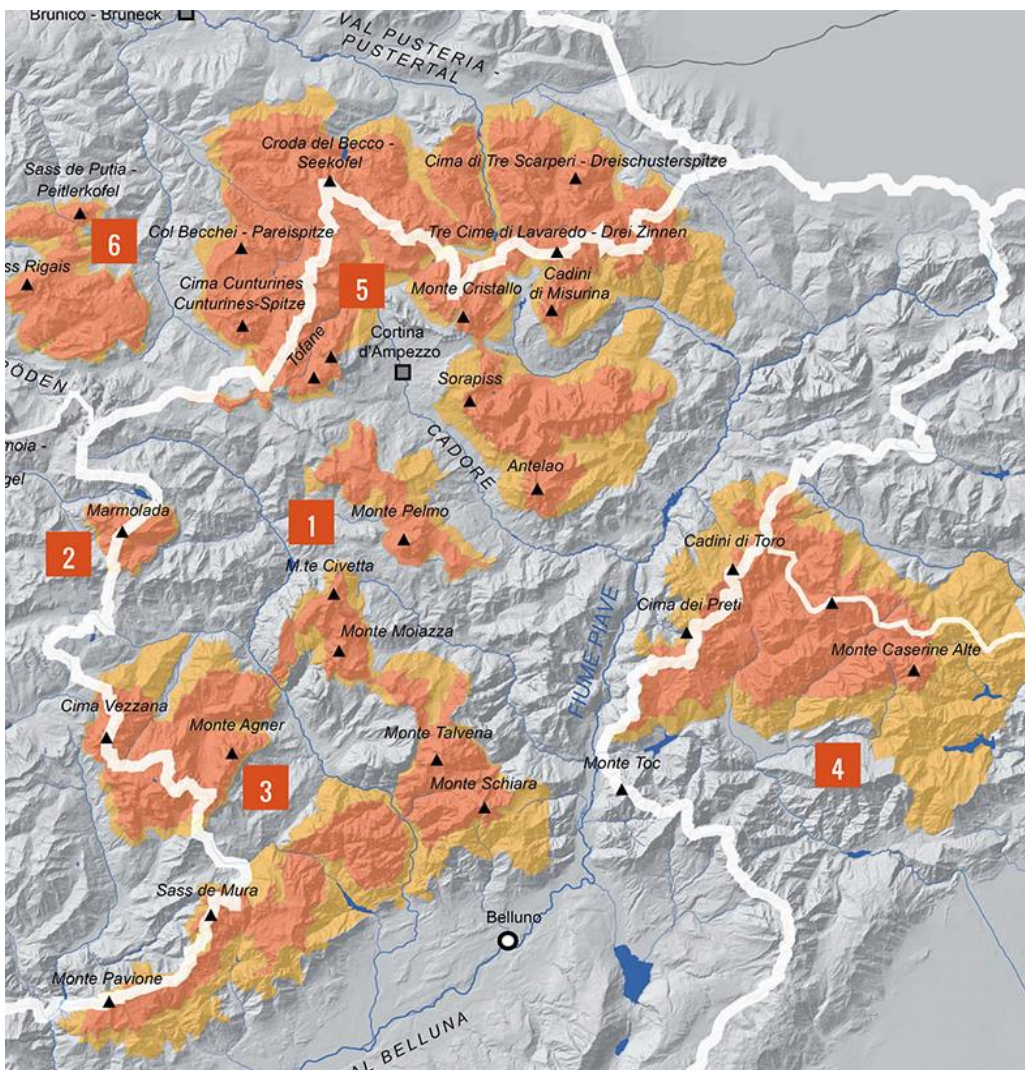 Brunico - Bruneck
VAL PUSTERIA -
PUSTERTAL
Croda del Becco -
Seekofel
Cima di Tre Scarperi - Dreischusterspitze
Sass de Putia -
Peitlerkofel
6
Col Becchei - Pareispitze
Tre Cime di Lavaredo - Drei Zinnen
ss Rigais
Cima Cunturines
Cunturines-Spitze
5
Monte Cristallo
Cadini
di Misurina
Tofane
Cortina
d'Ampezzo
RÖDEN
Sorapiss
CADORE
moia -
gel
Antelao
Marmolada
1
Monte Pelmo
2
Cadini di Toro
M.te Civetta
FIUME PIAVE
Cima dei Preti
Monte Moiazza
Monte Caserine Alte
Cima Vezzana
Monte Agner
Monte Talvena
Monte Toc
4
3
Monte Schiara
Sass de Mura
Belluno
Monte Pavione
AL BELLUNA